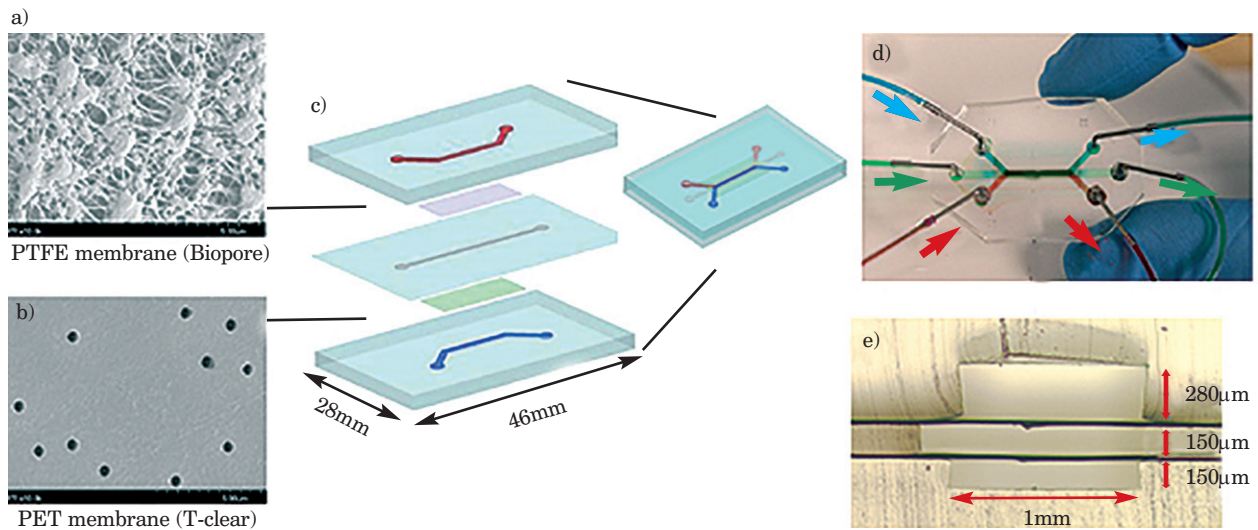 a)
PTFE membrane (Biopore)
b)
PET membrane (T-clear)
c)
28mm
46mm
d)
e)
280µm
150µm
150µm
1mm